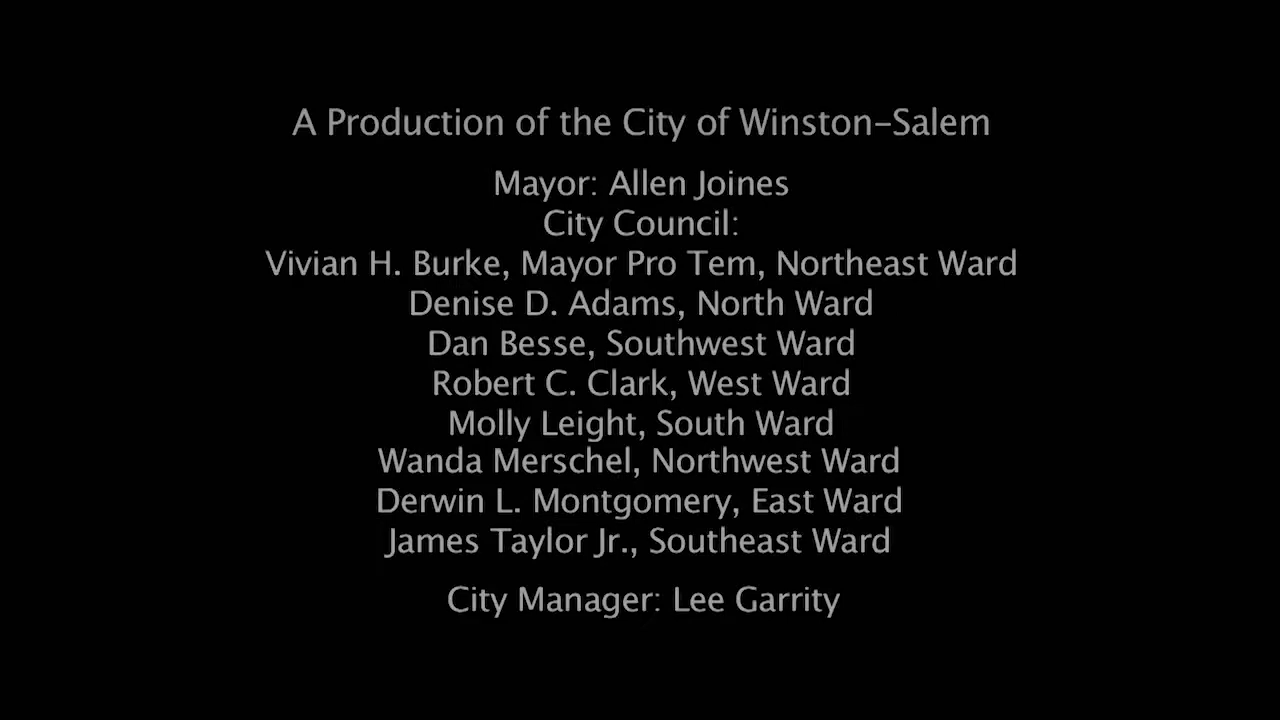 A Production of the City of Winston-Salem
Mayor: Allen Joines
City Council:
Vivian H. Burke, Mayor Pro Tem, Northeast Ward
Denise D. Adams, North Ward
Dan Besse, Southwest Ward
Robert C. Clark, West Ward
Molly Leight, South Ward
Wanda Merschel, Northwest Ward
Derwin L. Montgomery, East Ward
James Taylor Jr., Southeast Ward
City Manager: Lee Garrity